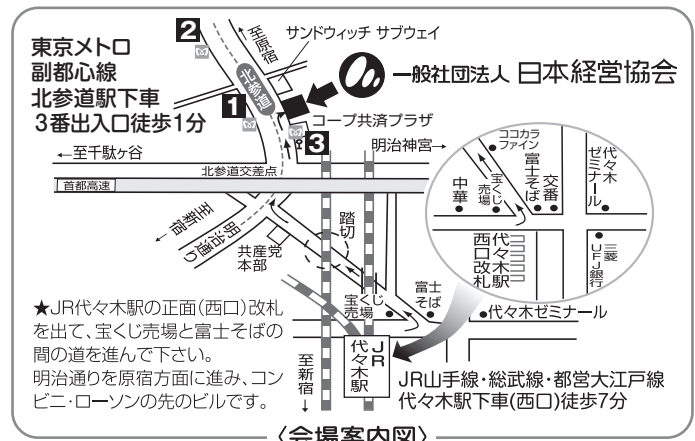 東京メトロ
副都心線
北参道駅下車
3番出入口徒歩1分
2
至原宿
サンドウィッチ サブウェイ
北参道
1
一般社団法人 日本経営協会
コープ共済プラザ
3
←至千駄ヶ谷
明治神宮→
北参道交差点
首都高速
至新宿
明治通り
共産党
本部
踏切
ココカラ
ファイン
代々木
ゼミナール
中華
宝くじ
売場
富士そば
交番
代々木駅
西口改札
三菱
UFJ銀行
宝くじ
売場
富士
そば
代々木ゼミナール
★JR代々木駅の正面(西口)改札
を出て、宝くじ売場と富士そばの
間の道を進んで下さい。
明治通りを原宿方面に進み、コン
ビニ・ローソンの先のビルです。
至新宿
↓
JR
代々木駅
JR山手線・総武線・都営大江戸線
代々木駅下車(西口)徒歩7分
〈会場案内図〉